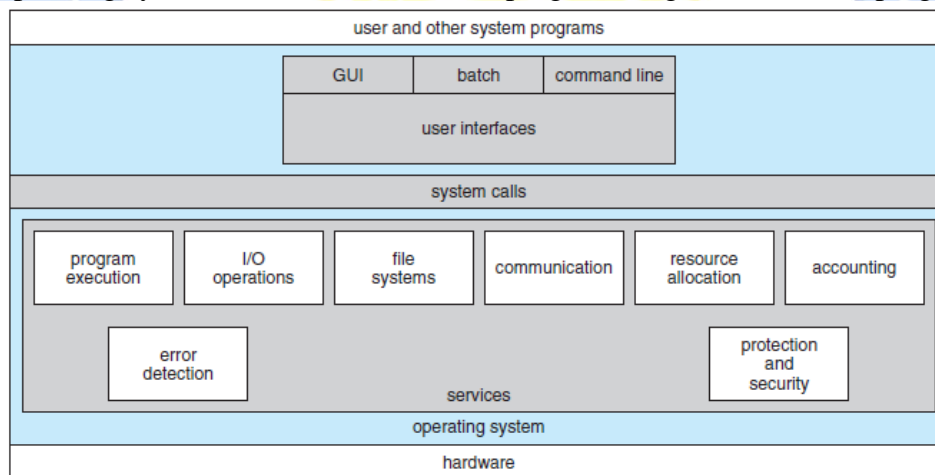 user and other system programs
GUI batch command line
user interfaces
system calls
program
execution
I/O
operations
file
systems
communication
resource
allocation
accounting
error
detection
protection
and
security
services
operating system
hardware